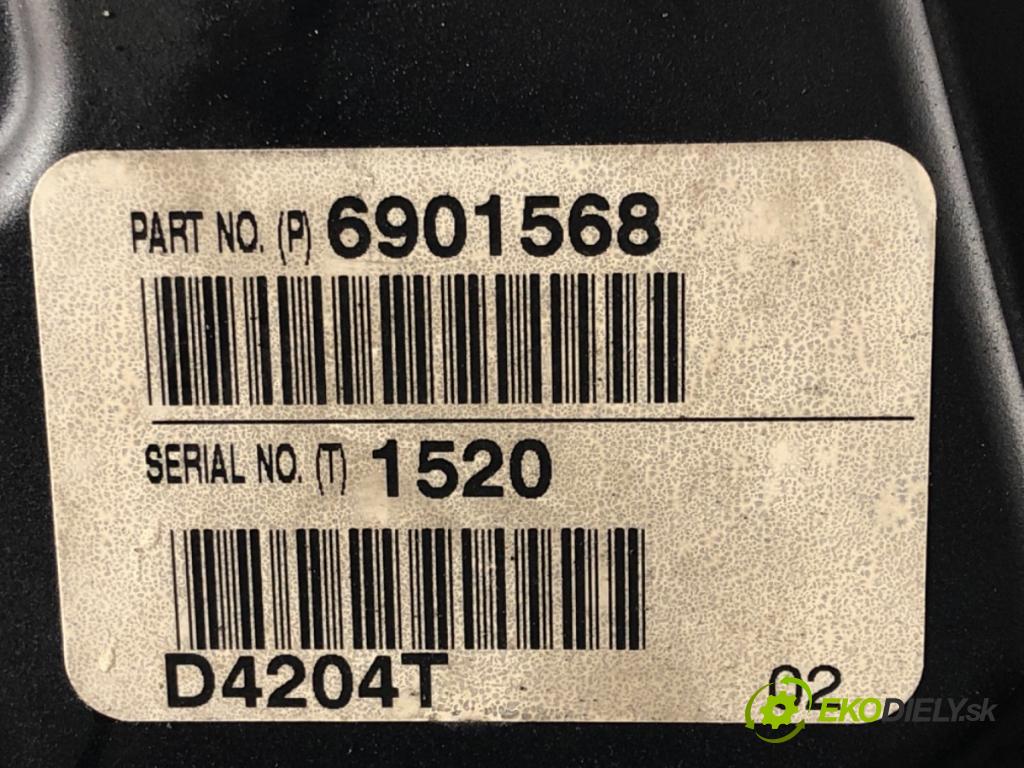 PART NO. (P) 6901568
SERIAL NO. (T) 1520
D4204T 02
EKODIELY.sk